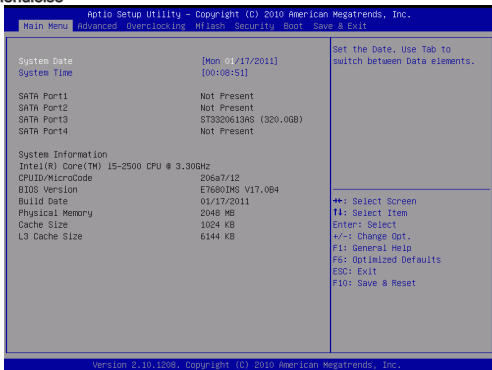 Aptio Setup Utility – Copyright (C) 2010 American Megatrends, Inc.
Main Menu Advanced Overclocking Mflash Security Boot Save & Exit
System Date [Mon 01/17/2011]
System Time [00:08:51]
SATA Port1 Not Present
SATA Port2 Not Present
SATA Port3 ST3320613AS (320.0GB)
SATA Port4 Not Present
System Information
Intel(R) Core(TM) i5-2500 CPU @ 3.30GHz
CPUID/MicroCode 206a7/12
BIOS Version E7680IMS V17.0B4
Build Date 01/17/2011
Physical Memory 2048 MB
Cache Size 1024 KB
L3 Cache Size 6144 KB
Set the Date. Use Tab to
switch between Data elements.
→←: Select Screen
↑↓: Select Item
Enter: Select
+/-: Change Opt.
F1: General Help
F6: Optimized Defaults
ESC: Exit
F10: Save & Reset
Version 2.10.1208. Copyright (C) 2010 American Megatrends, Inc.